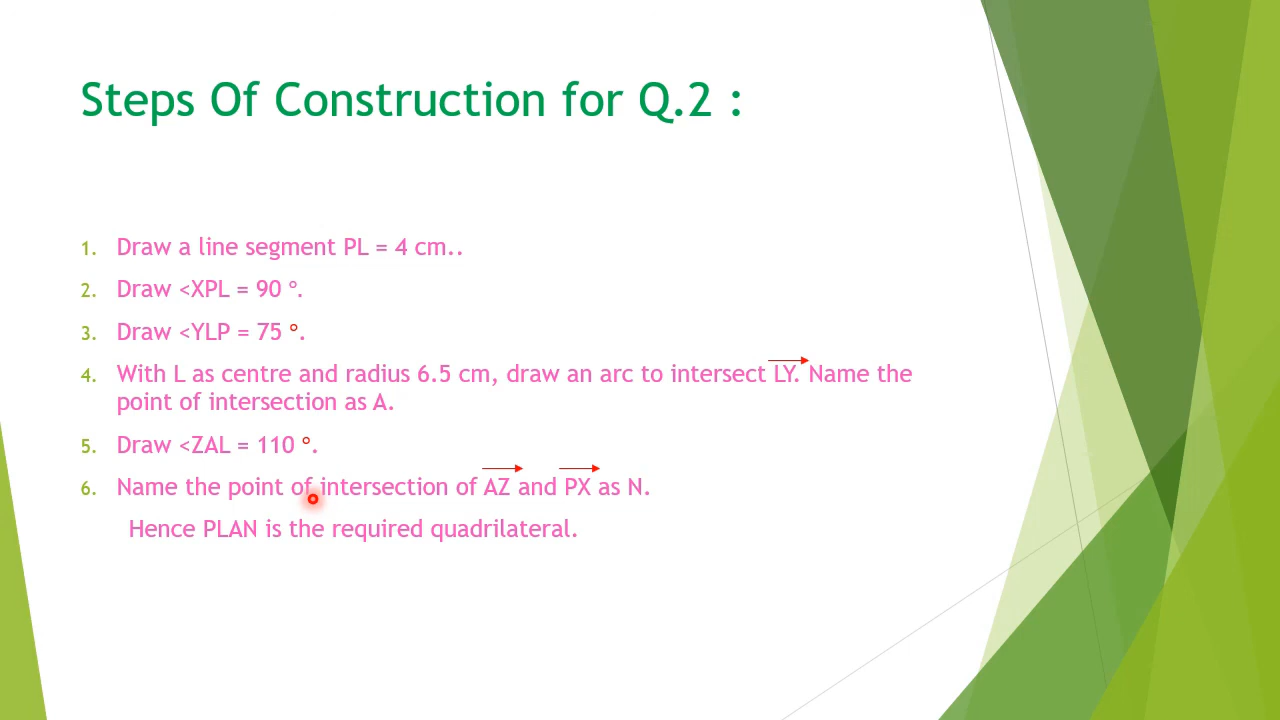 Steps Of Construction for Q.2 :
1. Draw a line segment PL = 4 cm..
2. Draw <XPL = 90 °.
3. Draw <YLP = 75 °.
4. With L as centre and radius 6.5 cm, draw an arc to intersect LY. Name the
point of intersection as A.
5. Draw <ZAL = 110 °.
6. Name the point of intersection of AZ and PX as N.
Hence PLAN is the required quadrilateral.